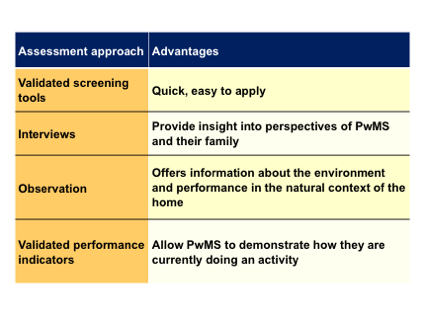 Assessment approach Advantages
Validated screening
tools
Quick, easy to apply
Interviews
Provide insight into perspectives of PwMS
and their family
Observation
Offers information about the environment
and performance in the natural context of the
home
Validated performance
indicators
Allow PwMS to demonstrate how they are
currently doing an activity